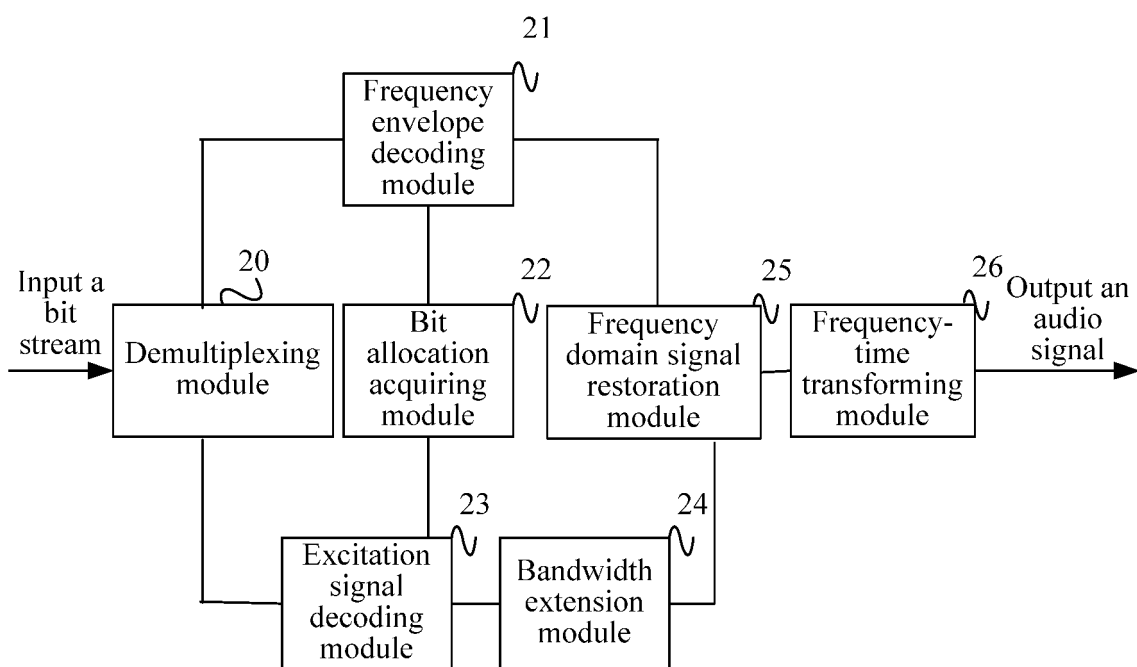 21
Frequency
envelope
decoding
module
Input a
bit
stream
20
Demultiplexing
module
22
Bit
allocation
acquiring
module
25
Frequency
domain signal
restoration
module
26
Frequency-
time
transforming
module
Output an
audio
signal
23
Excitation
signal
decoding
module
24
Bandwidth
extension
module